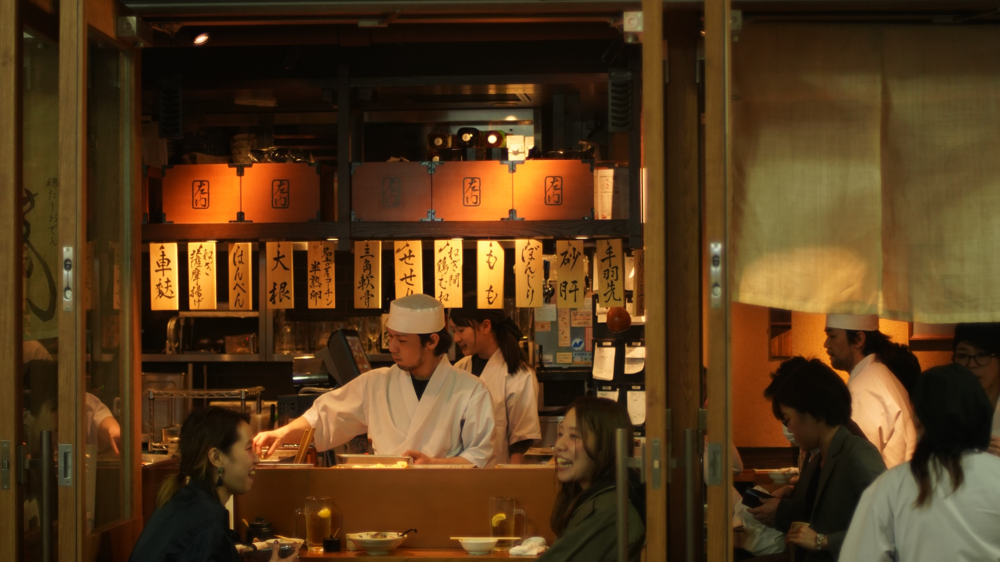 鶏だしおでん
左門
左門
左門
左門
左門
車麩
ねぎ
薩摩揚げ
はんぺん
大根
名古屋コーチン
半熟卵
三角軟骨
せせり
ねぎ間
鶏むね
もも
ぼんじり
砂肝
手羽先